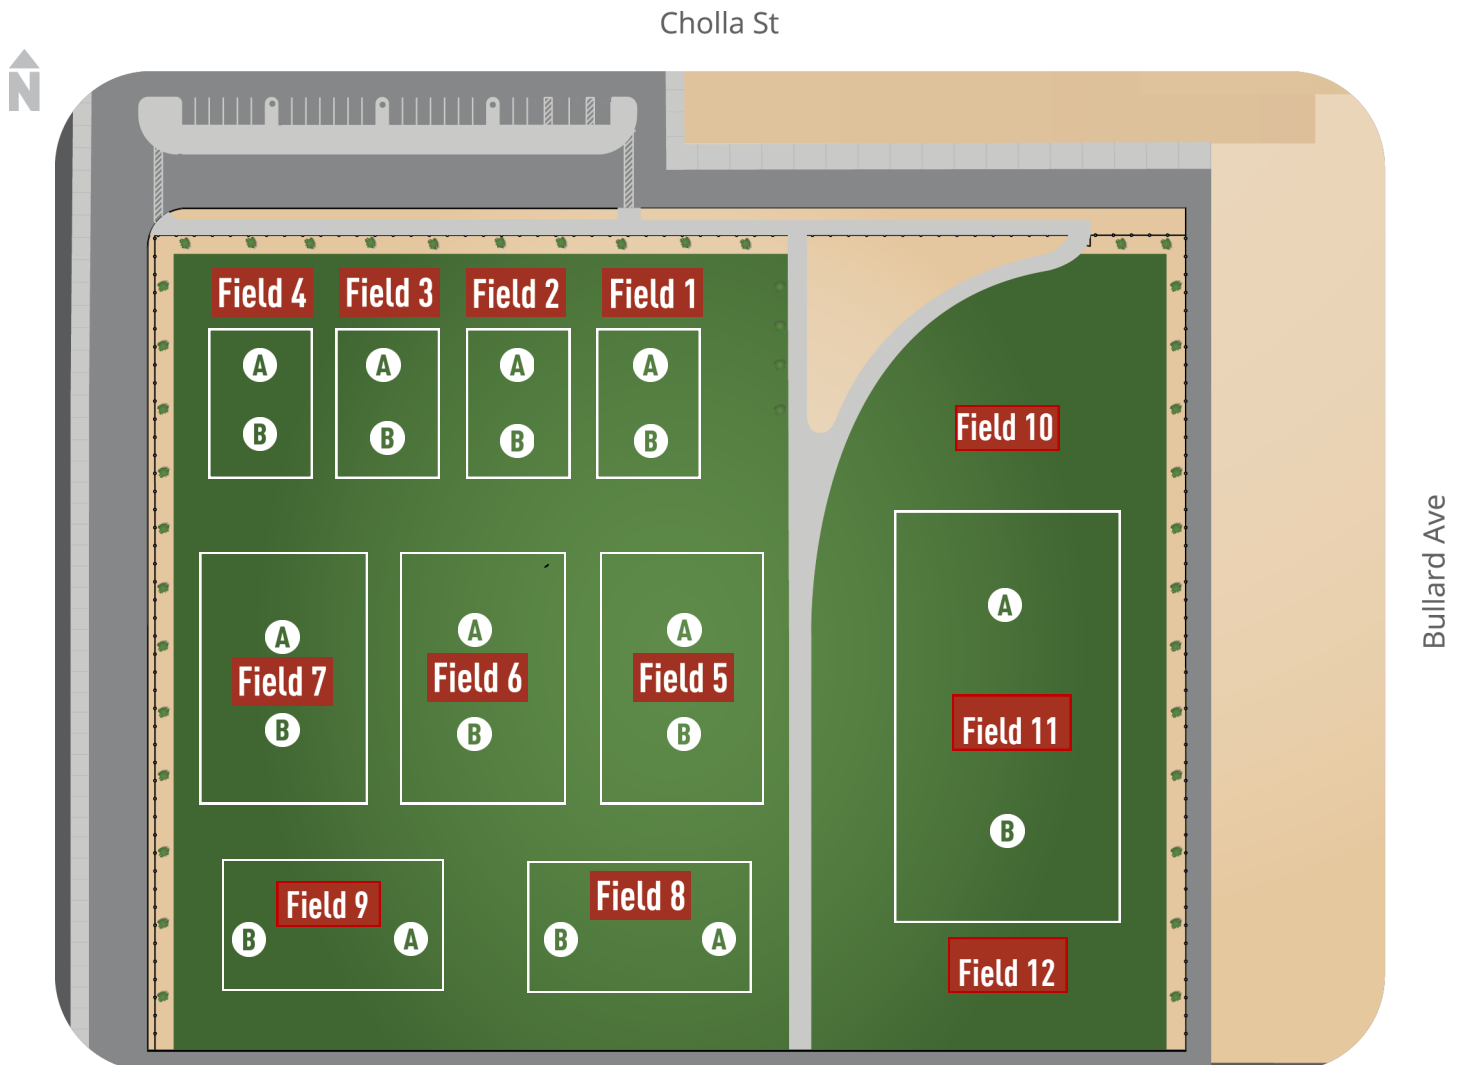 Cholla St
N
Field 4
Field 3
Field 2
Field 1
A
A
A
A
B
B
B
B
Field 10
A
A
A
A
Field 7
Field 6
Field 5
B
B
B
Field 11
B
Field 9
Field 8
B
A
B
A
Field 12
Bullard Ave